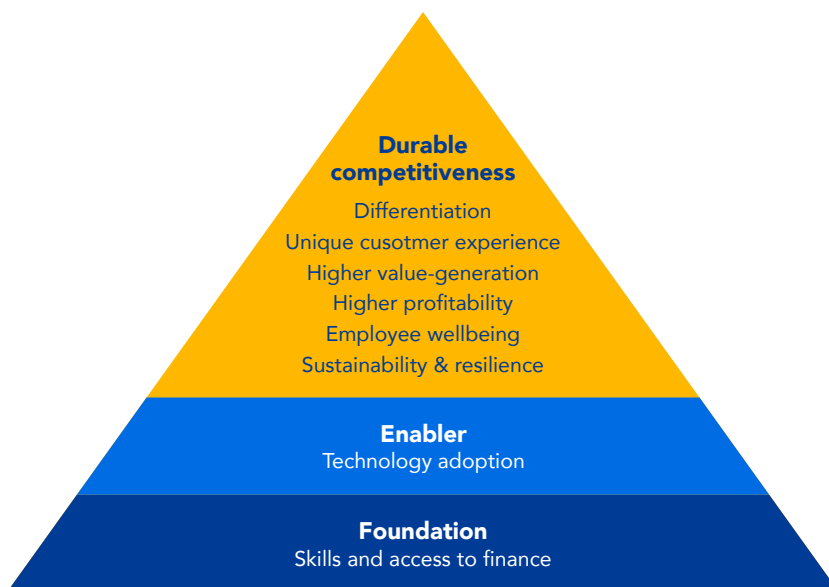 Durable
competitiveness
Differentiation
Unique cusotmer experience
Higher value-generation
Higher profitability
Employee wellbeing
Sustainability & resilience
Enabler
Technology adoption
Foundation
Skills and access to finance